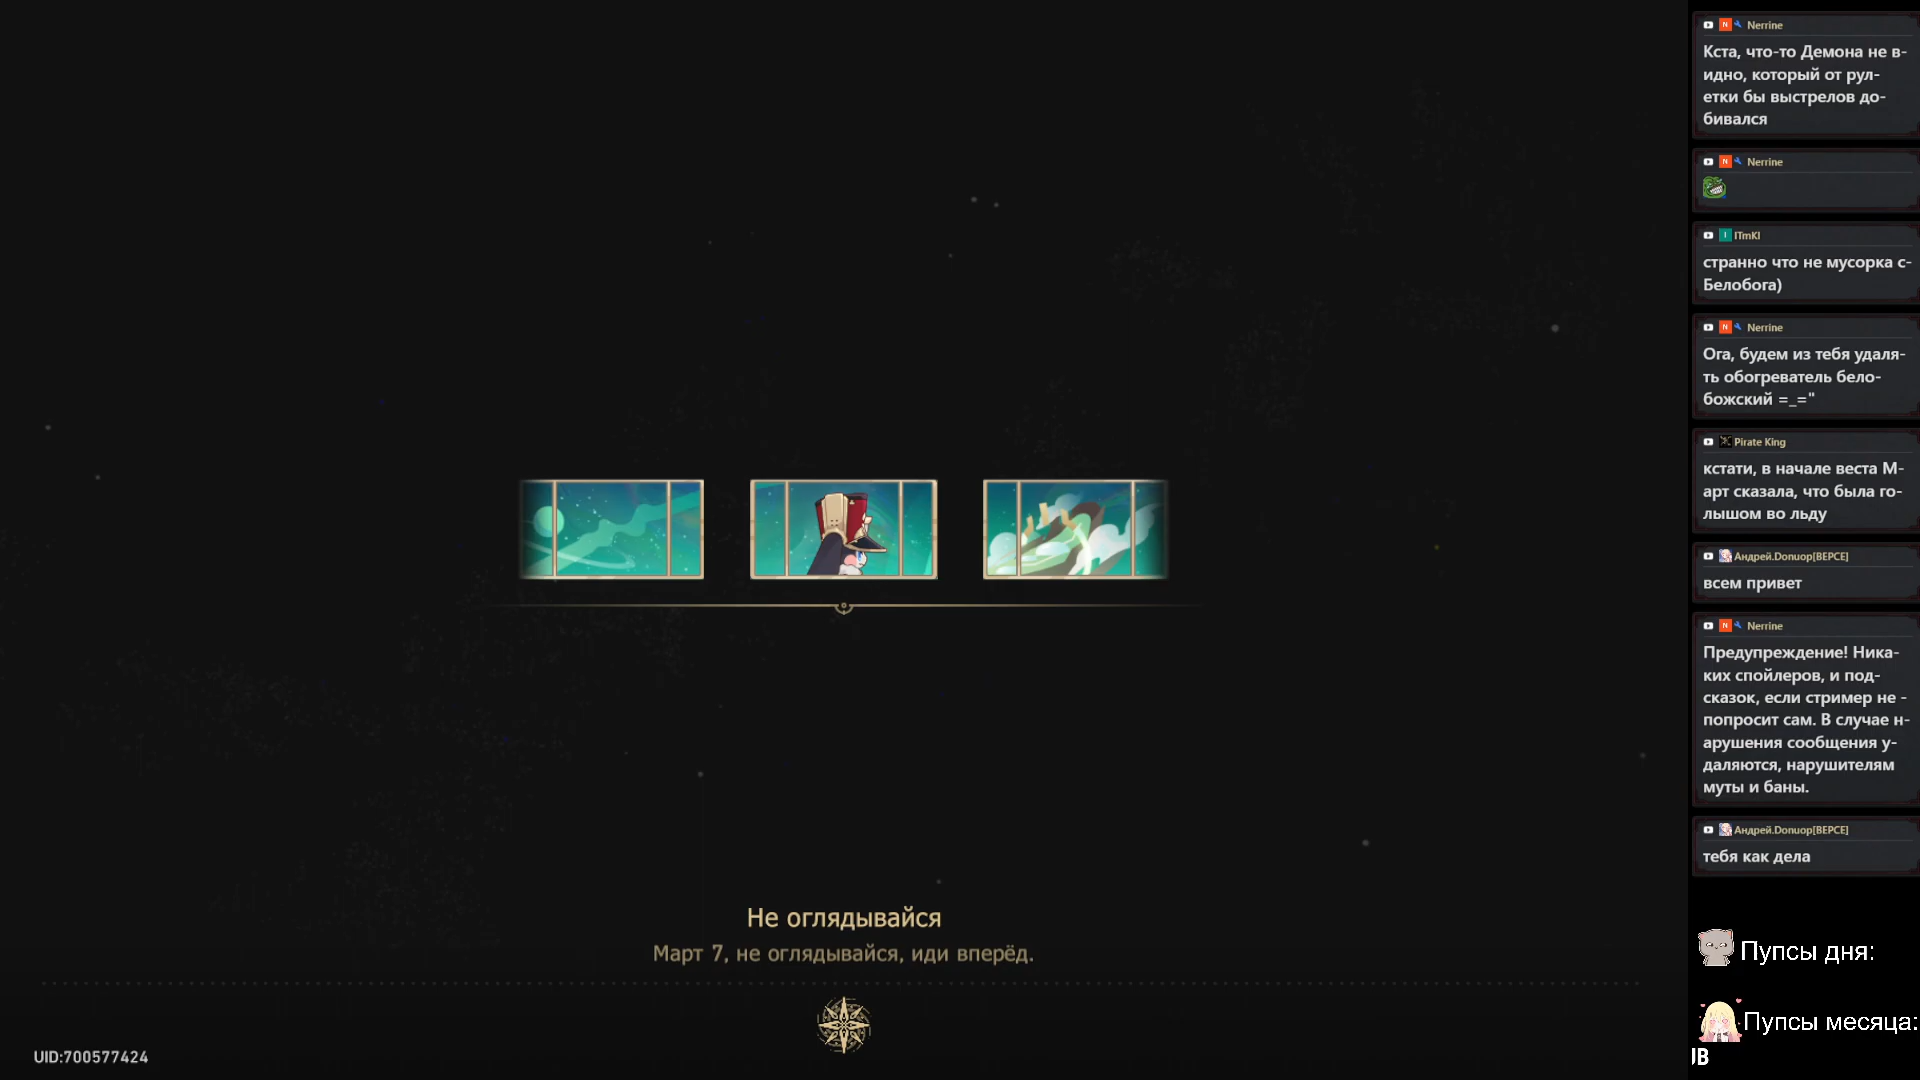 Nerrine
Кста, что-то Демона не в-
идно, который от рул-
етки бы выстрелов до-
бивался
Nerrine
ITmKI
странно что не мусорка с-
Белобога)
Nerrine
Ога, будем из тебя удаля-
ть обогреватель бело-
божский =_="
Pirate King
кстати, в начале веста М-
арт сказала, что была го-
лышом во льду
Андрей.Donuop[ВЕРСЕ]
всем привет
Nerrine
Предупреждение! Ника-
ких спойлеров, и под-
сказок, если стример не -
попросит сам. В случае н-
арушения сообщения у-
даляются, нарушителям
муты и баны.
Андрей.Donuop[ВЕРСЕ]
тебя как дела
Не оглядывайся
Март 7, не оглядывайся, иди вперёд.
Пупсы дня:
Пупсы месяца:
UID:700577424